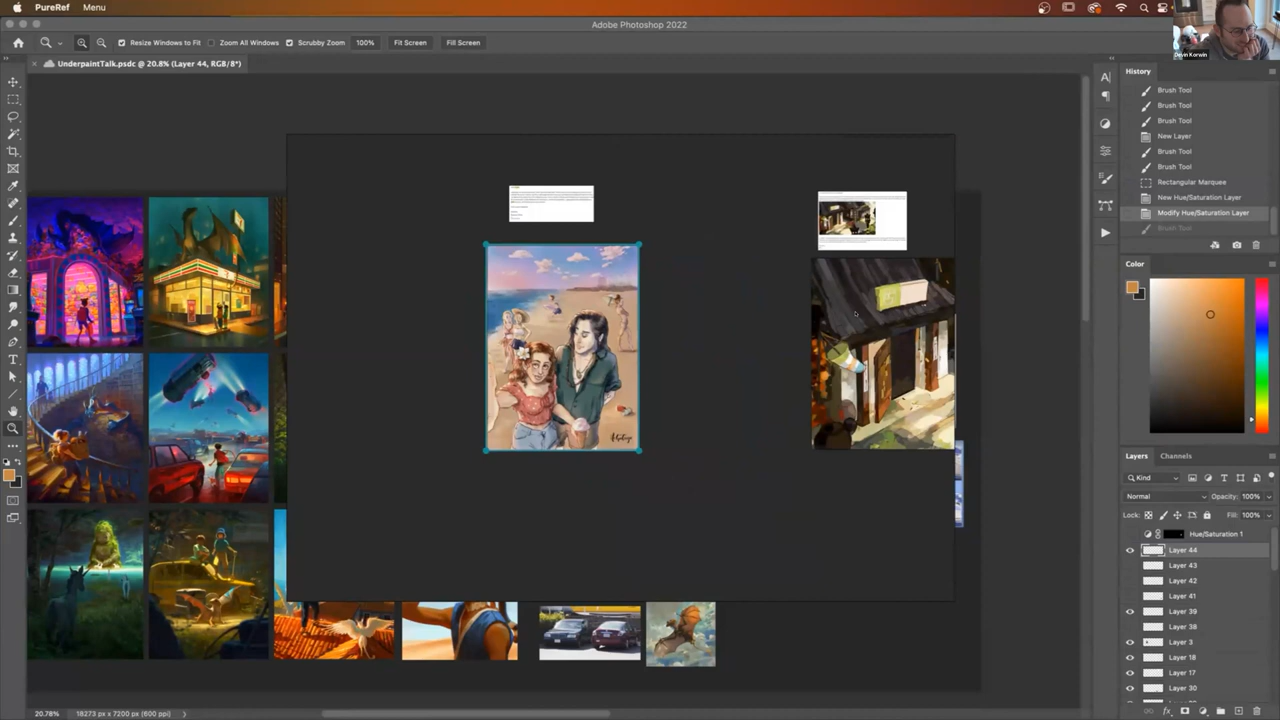 PureRef Menu
Adobe Photoshop 2022
Resize Windows to Fit Zoom All Windows Scrubby Zoom 100% Fit Screen Fill Screen
Devin Korwin
UnderpaintTalk.psdc @ 20.8% (Layer 44, RGB/8*)
History
Brush Tool
Brush Tool
Brush Tool
New Layer
Brush Tool
Brush Tool
Rectangular Marquee
New Hue/Saturation Layer
Modify Hue/Saturation Layer
Brush Tool
Color
Layers Channels
Kind
Normal Opacity: 100%
Lock: Fill: 100%
Hue/Saturation 1
Layer 44
Layer 43
Layer 42
Layer 41
Layer 39
Layer 38
Layer 3
Layer 18
Layer 17
Layer 30
20.78% 18273 px x 7200 px (600 ppi)